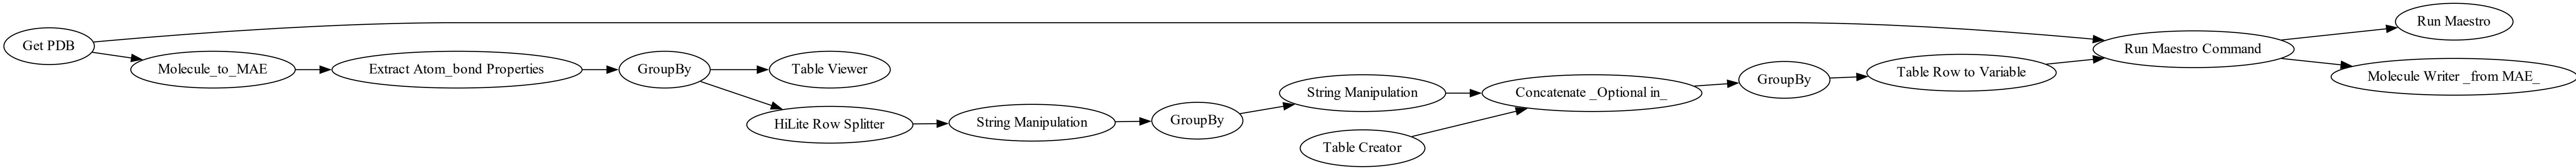 Get PDB
Molecule_to_MAE
Extract Atom_bond Properties
GroupBy
Table Viewer
HiLite Row Splitter
String Manipulation
GroupBy
String Manipulation
Table Creator
Concatenate _Optional in_
GroupBy
Table Row to Variable
Run Maestro Command
Run Maestro
Molecule Writer _from MAE_